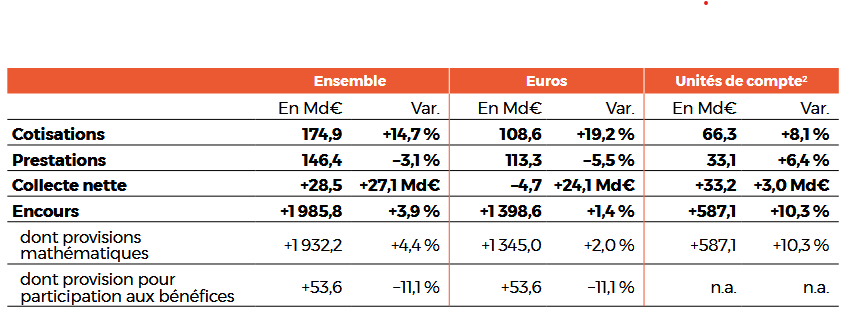 Ensemble Euros Unités de compte²
En Md€ Var. En Md€ Var. En Md€ Var.
Cotisations 174,9 +14,7 % 108,6 +19,2 % 66,3 +8,1 %
Prestations 146,4 −3,1 % 113,3 −5,5 % 33,1 +6,4 %
Collecte nette +28,5 +27,1 Md€ −4,7 +24,1 Md€ +33,2 +3,0 Md€
Encours +1 985,8 +3,9 % +1 398,6 +1,4 % +587,1 +10,3 %
dont provisions
mathématiques +1 932,2 +4,4 % +1 345,0 +2,0 % +587,1 +10,3 %
dont provision pour
participation aux bénéfices +53,6 −11,1 % +53,6 −11,1 % n.a. n.a.